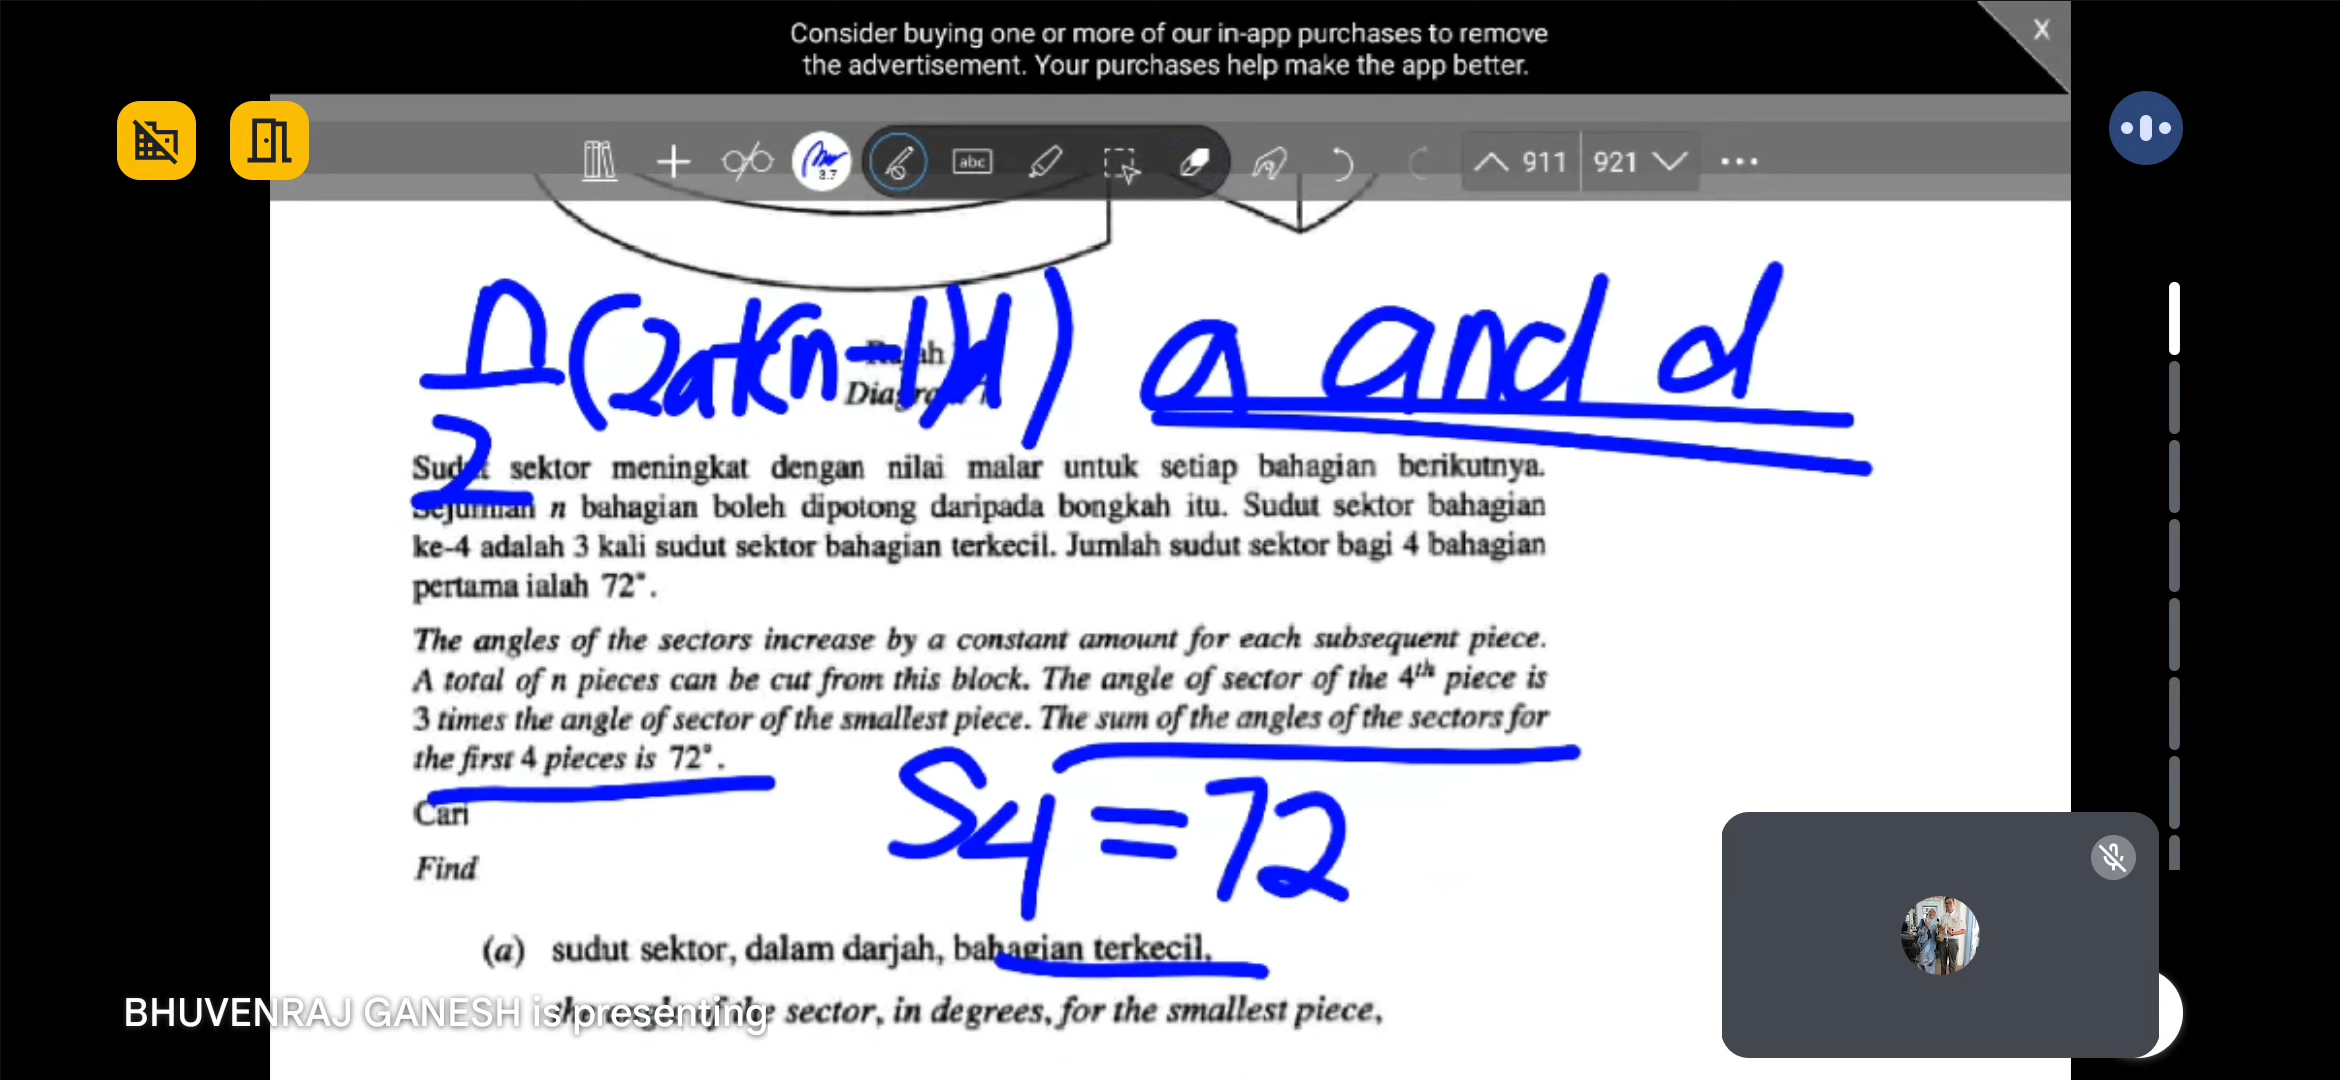 Consider buying one or more of our in-app purchases to remove
the advertisement. Your purchases help make the app better.
X
abc
911 921
3.7
n/2 (2a+(n-1)d) a and d
Sudut sektor meningkat dengan nilai malar untuk setiap bahagian berikutnya.
Sejumlah n bahagian boleh dipotong daripada bongkah itu. Sudut sektor bahagian
ke-4 adalah 3 kali sudut sektor bahagian terkecil. Jumlah sudut sektor bagi 4 bahagian
pertama ialah 72°.
The angles of the sectors increase by a constant amount for each subsequent piece.
A total of n pieces can be cut from this block. The angle of sector of the 4th piece is
3 times the angle of sector of the smallest piece. The sum of the angles of the sectors for
the first 4 pieces is 72°.
S4 = 72
Cari
Find
(a) sudut sektor, dalam darjah, bahagian terkecil,
the sector, in degrees, for the smallest piece,
BHUVENRAJ GANESH is presenting